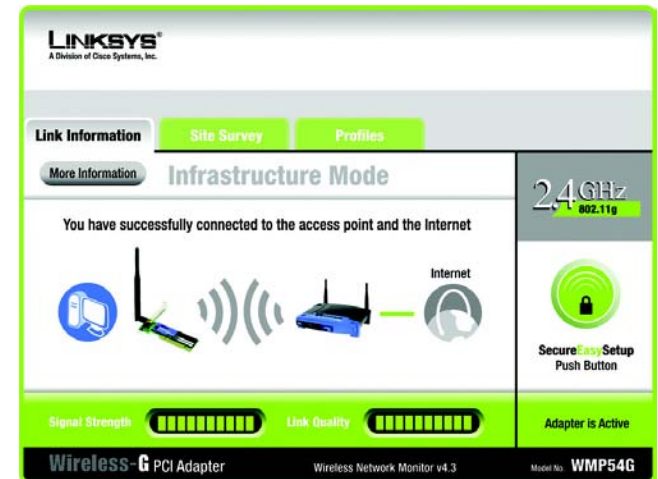 LINKSYS®
A Division of Cisco Systems, Inc.
Link Information
Site Survey
Profiles
More Information
Infrastructure Mode
2.4GHz
802.11g
You have successfully connected to the access point and the Internet
Internet
SecureEasySetup
Push Button
Signal Strength
Link Quality
Adapter is Active
Wireless-G PCI Adapter
Wireless Network Monitor v4.3
Model No. WMP54G